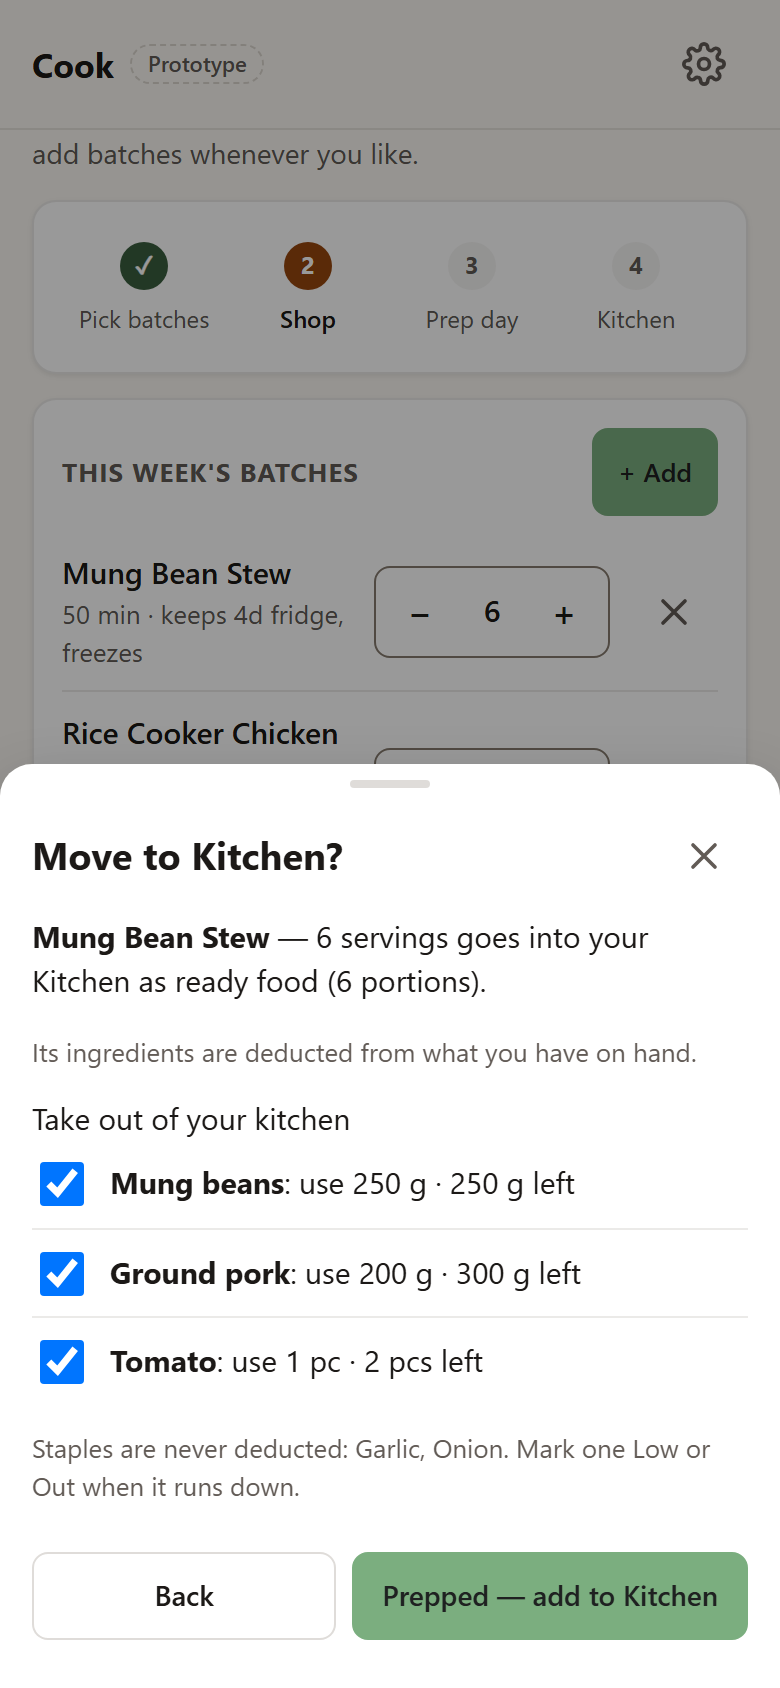 Cook
Prototype
add batches whenever you like.
✓
2
3
4
Pick batches
Shop
Prep day
Kitchen
THIS WEEK'S BATCHES
+ Add
Mung Bean Stew
50 min · keeps 4d fridge,
freezes
− 6 +
Rice Cooker Chicken
Move to Kitchen?
Mung Bean Stew — 6 servings goes into your
Kitchen as ready food (6 portions).
Its ingredients are deducted from what you have on hand.
Take out of your kitchen
Mung beans: use 250 g · 250 g left
Ground pork: use 200 g · 300 g left
Tomato: use 1 pc · 2 pcs left
Staples are never deducted: Garlic, Onion. Mark one Low or
Out when it runs down.
Back
Prepped — add to Kitchen